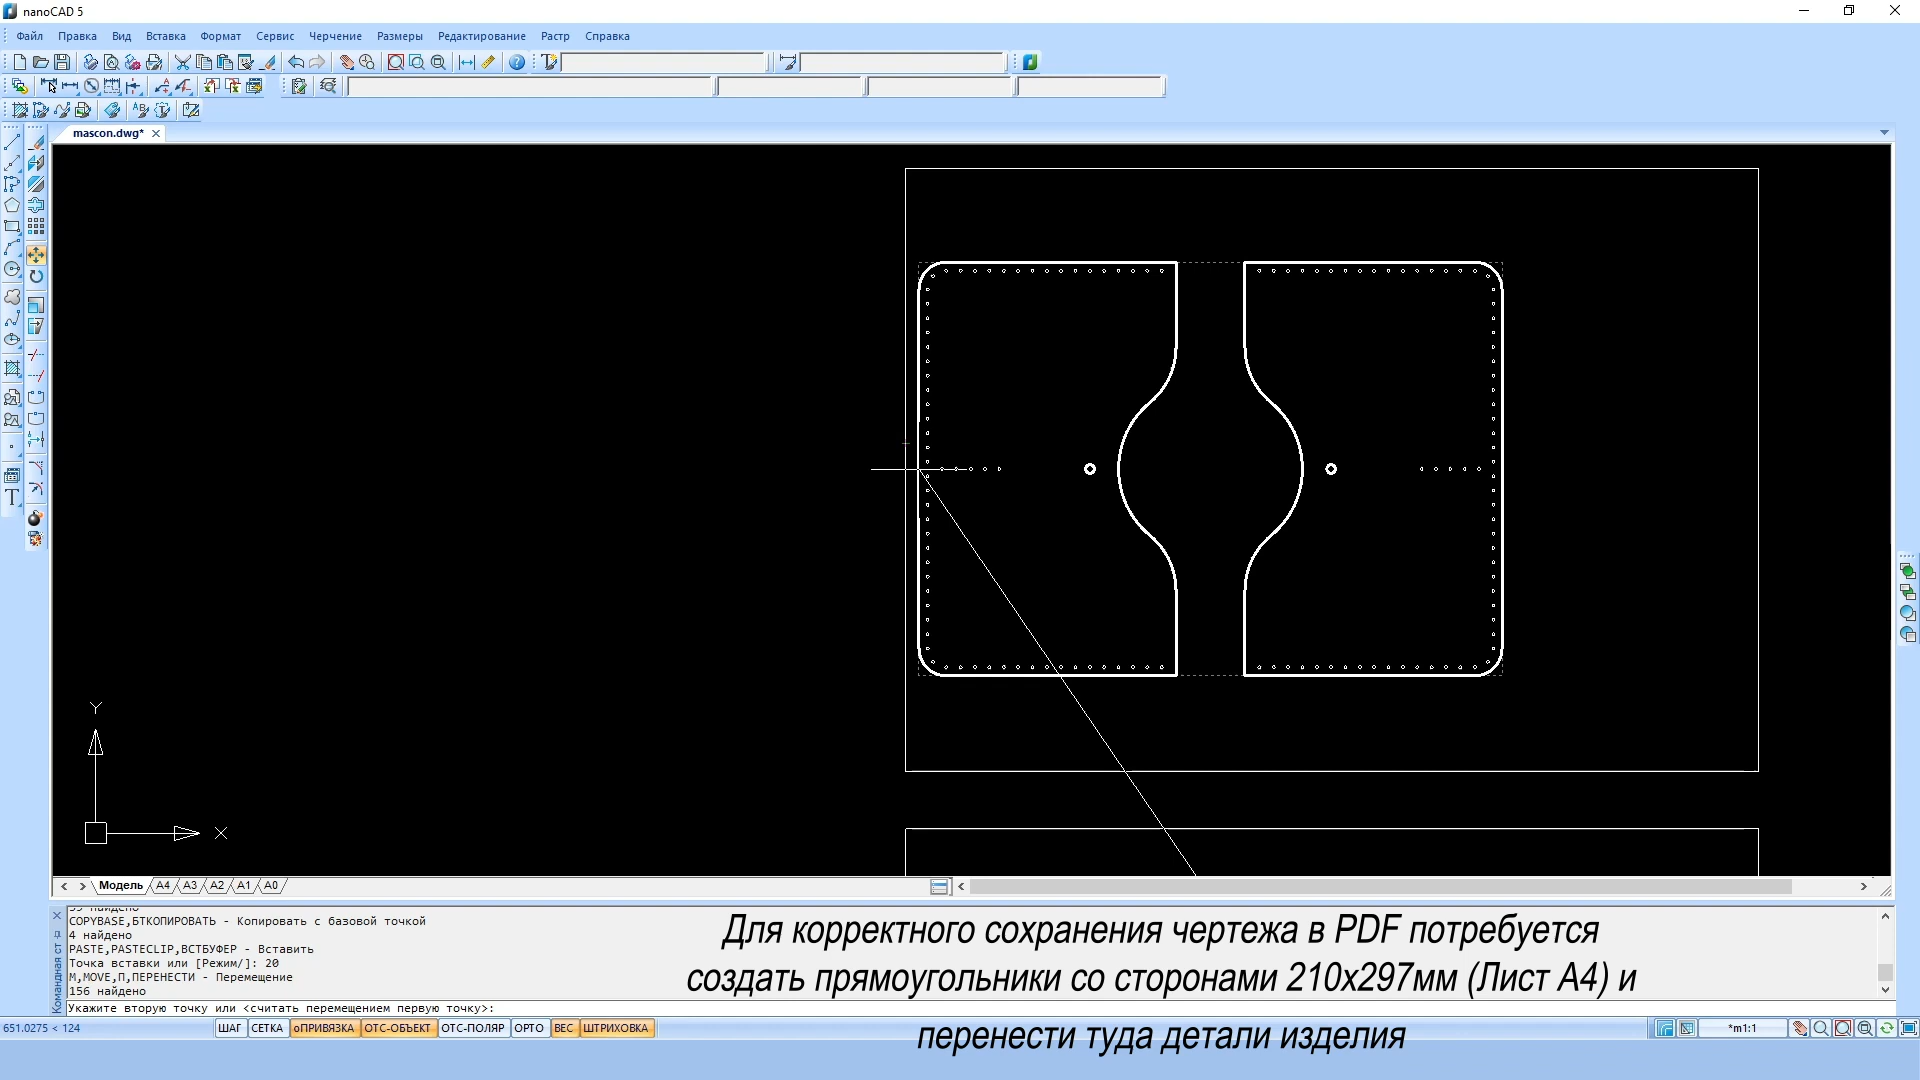 nanoCAD 5
Файл Правка Вид Вставка Формат Сервис Черчение Размеры Редактирование Растр Справка
mascon.dwg*
Y
X
Модель A4 A3 A2 A1 A0
найдено
COPYBASE,БТКОПИРОВАТЬ - Копировать с базовой точкой
4 найдено
PASTE,PASTECLIP,ВСТБУФЕР - Вставить
Точка вставки или [Режим/]: 20
M,MOVE,П,ПЕРЕНЕСТИ - Перемещение
156 найдено
Укажите вторую точку или <считать перемещением первую точку>:
Командная ст
Для корректного сохранения чертежа в PDF потребуется
создать прямоугольники со сторонами 210х297мм (Лист А4) и
перенести туда детали изделия
651.0275 < 124 ШАГ СЕТКА оПРИВЯЗКА ОТС-ОБЪЕКТ ОТС-ПОЛЯР ОРТО ВЕС ШТРИХОВКА *m1:1